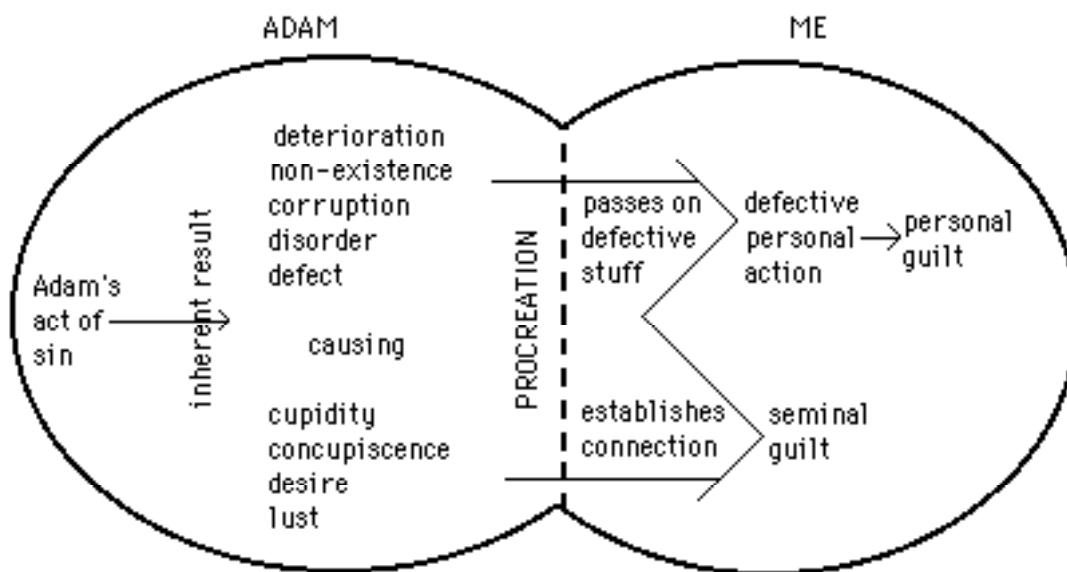 ADAM
ME
Adam's
act of
sin
inherent result
deterioration
non-existence
corruption
disorder
defect
causing
cupidity
concupiscence
desire
lust
PROCREATION
passes on
defective
stuff
establishes
connection
defective
personal
action
personal
guilt
seminal
guilt